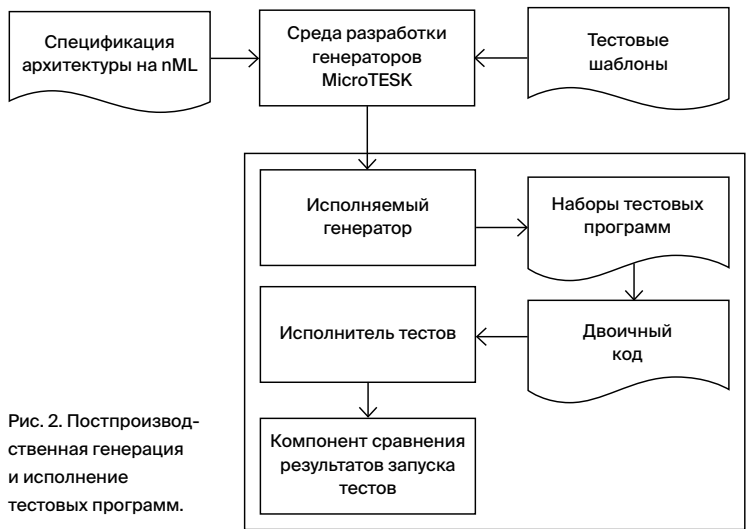 Спецификация
архитектуры на nML
Среда разработки
генераторов
MicroTESK
Тестовые
шаблоны
Исполняемый
генератор
Наборы тестовых
программ
Исполнитель тестов
Двоичный
код
Компонент сравнения
результатов запуска
тестов
Рис. 2. Постпроизвод-
ственная генерация
и исполнение
тестовых программ.